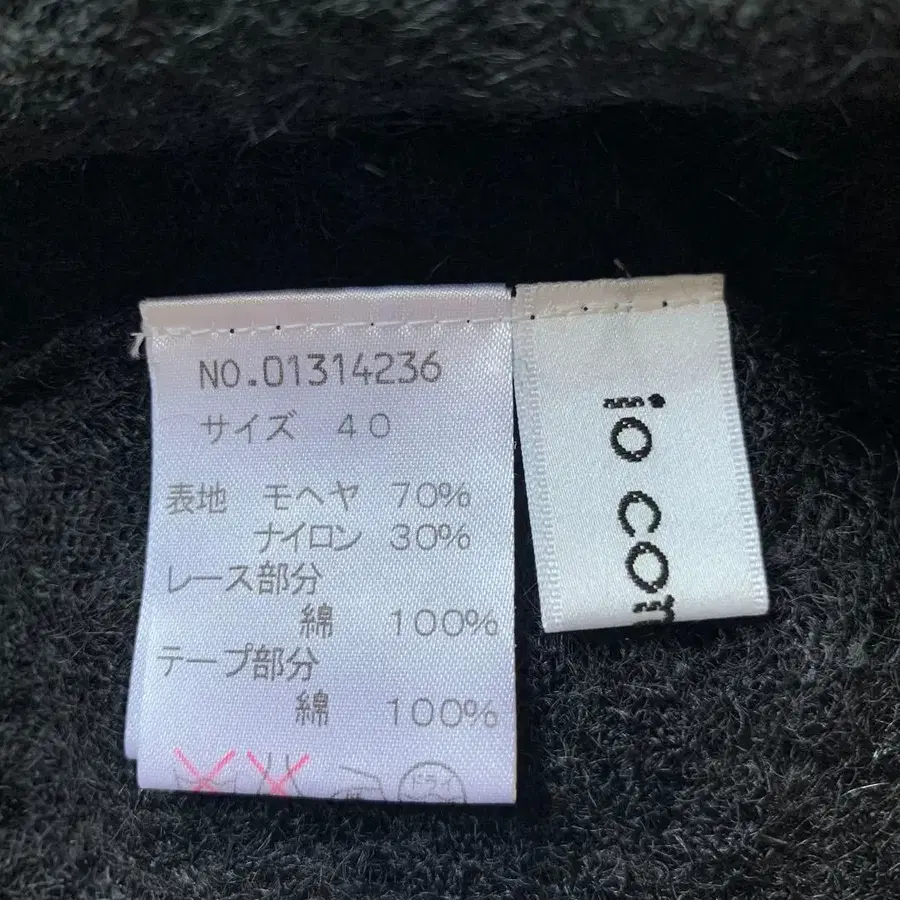 NO.01314236
サイズ 40
表地 モヘヤ 70%
ナイロン 30%
レース部分
綿 100%
テープ部分
綿 100%
io com